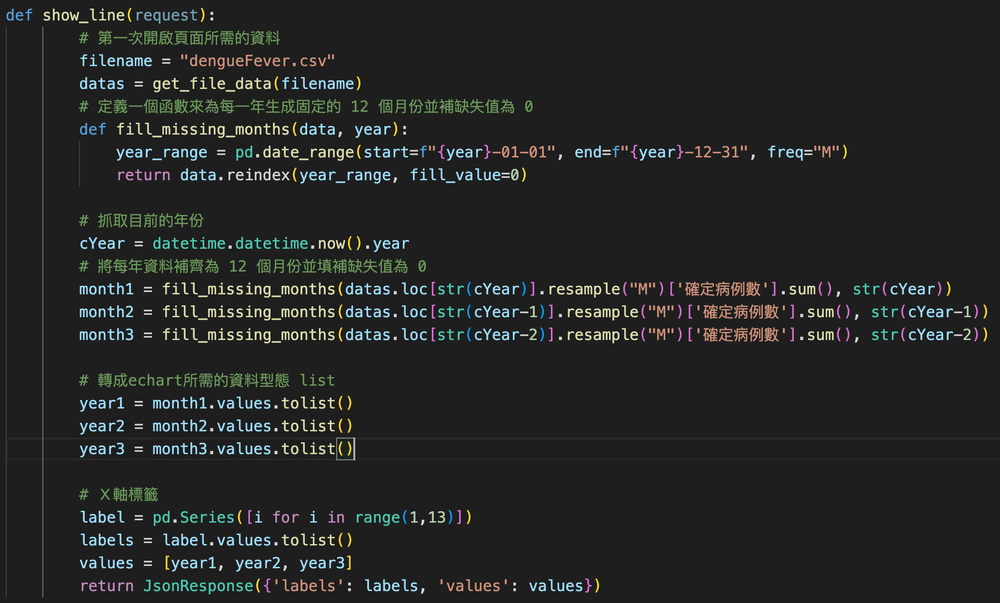 def show_line(request):
# 第一次開啟頁面所需的資料
filename = "dengueFever.csv"
datas = get_file_data(filename)
# 定義一個函數來為每一年生成固定的 12 個月份並補缺失值為 0
def fill_missing_months(data, year):
year_range = pd.date_range(start=f"{year}-01-01", end=f"{year}-12-31", freq="M")
return data.reindex(year_range, fill_value=0)
# 抓取目前的年份
cYear = datetime.datetime.now().year
# 將每年資料補齊為 12 個月份並填補缺失值為 0
month1 = fill_missing_months(datas.loc[str(cYear)].resample("M")['確定病例數'].sum(), str(cYear))
month2 = fill_missing_months(datas.loc[str(cYear-1)].resample("M")['確定病例數'].sum(), str(cYear-1))
month3 = fill_missing_months(datas.loc[str(cYear-2)].resample("M")['確定病例數'].sum(), str(cYear-2))
# 轉成echart所需的資料型態 list
year1 = month1.values.tolist()
year2 = month2.values.tolist()
year3 = month3.values.tolist()
# Ｘ軸標籤
label = pd.Series([i for i in range(1,13)])
labels = label.values.tolist()
values = [year1, year2, year3]
return JsonResponse({'labels': labels, 'values': values})